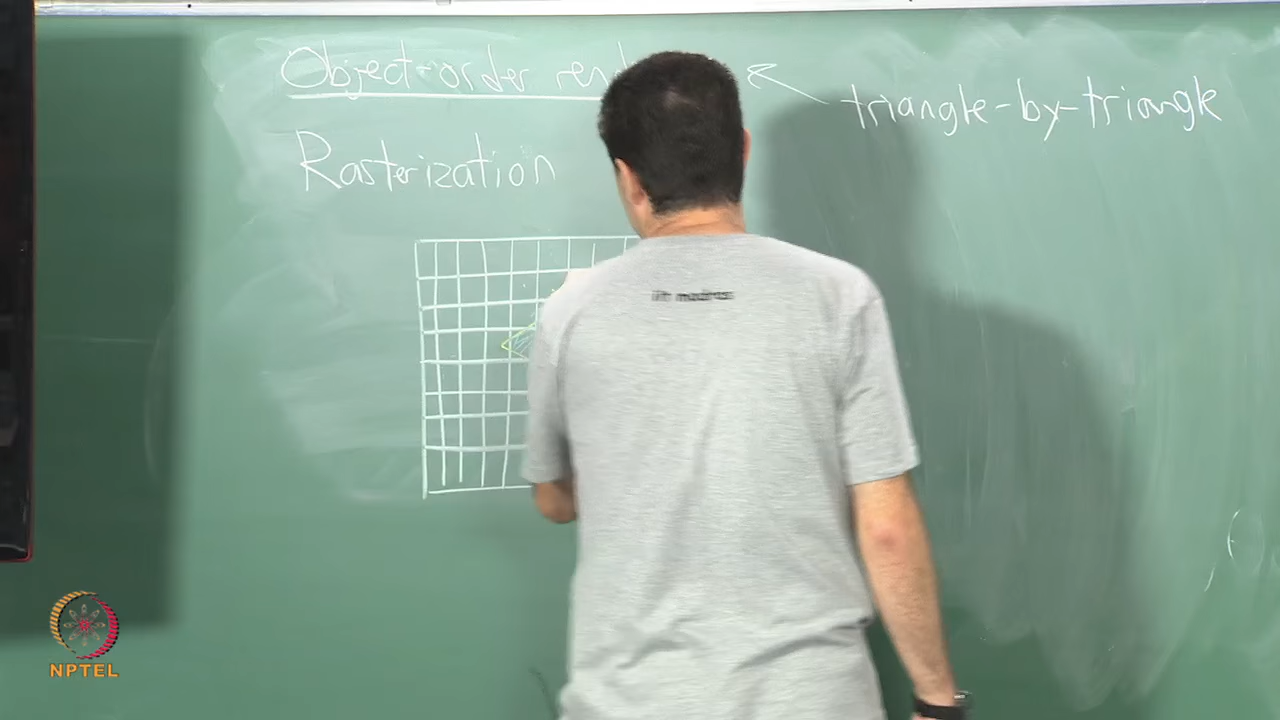 Object-order
triangle-by-triangle
Rasterization
iit madras
NPTEL